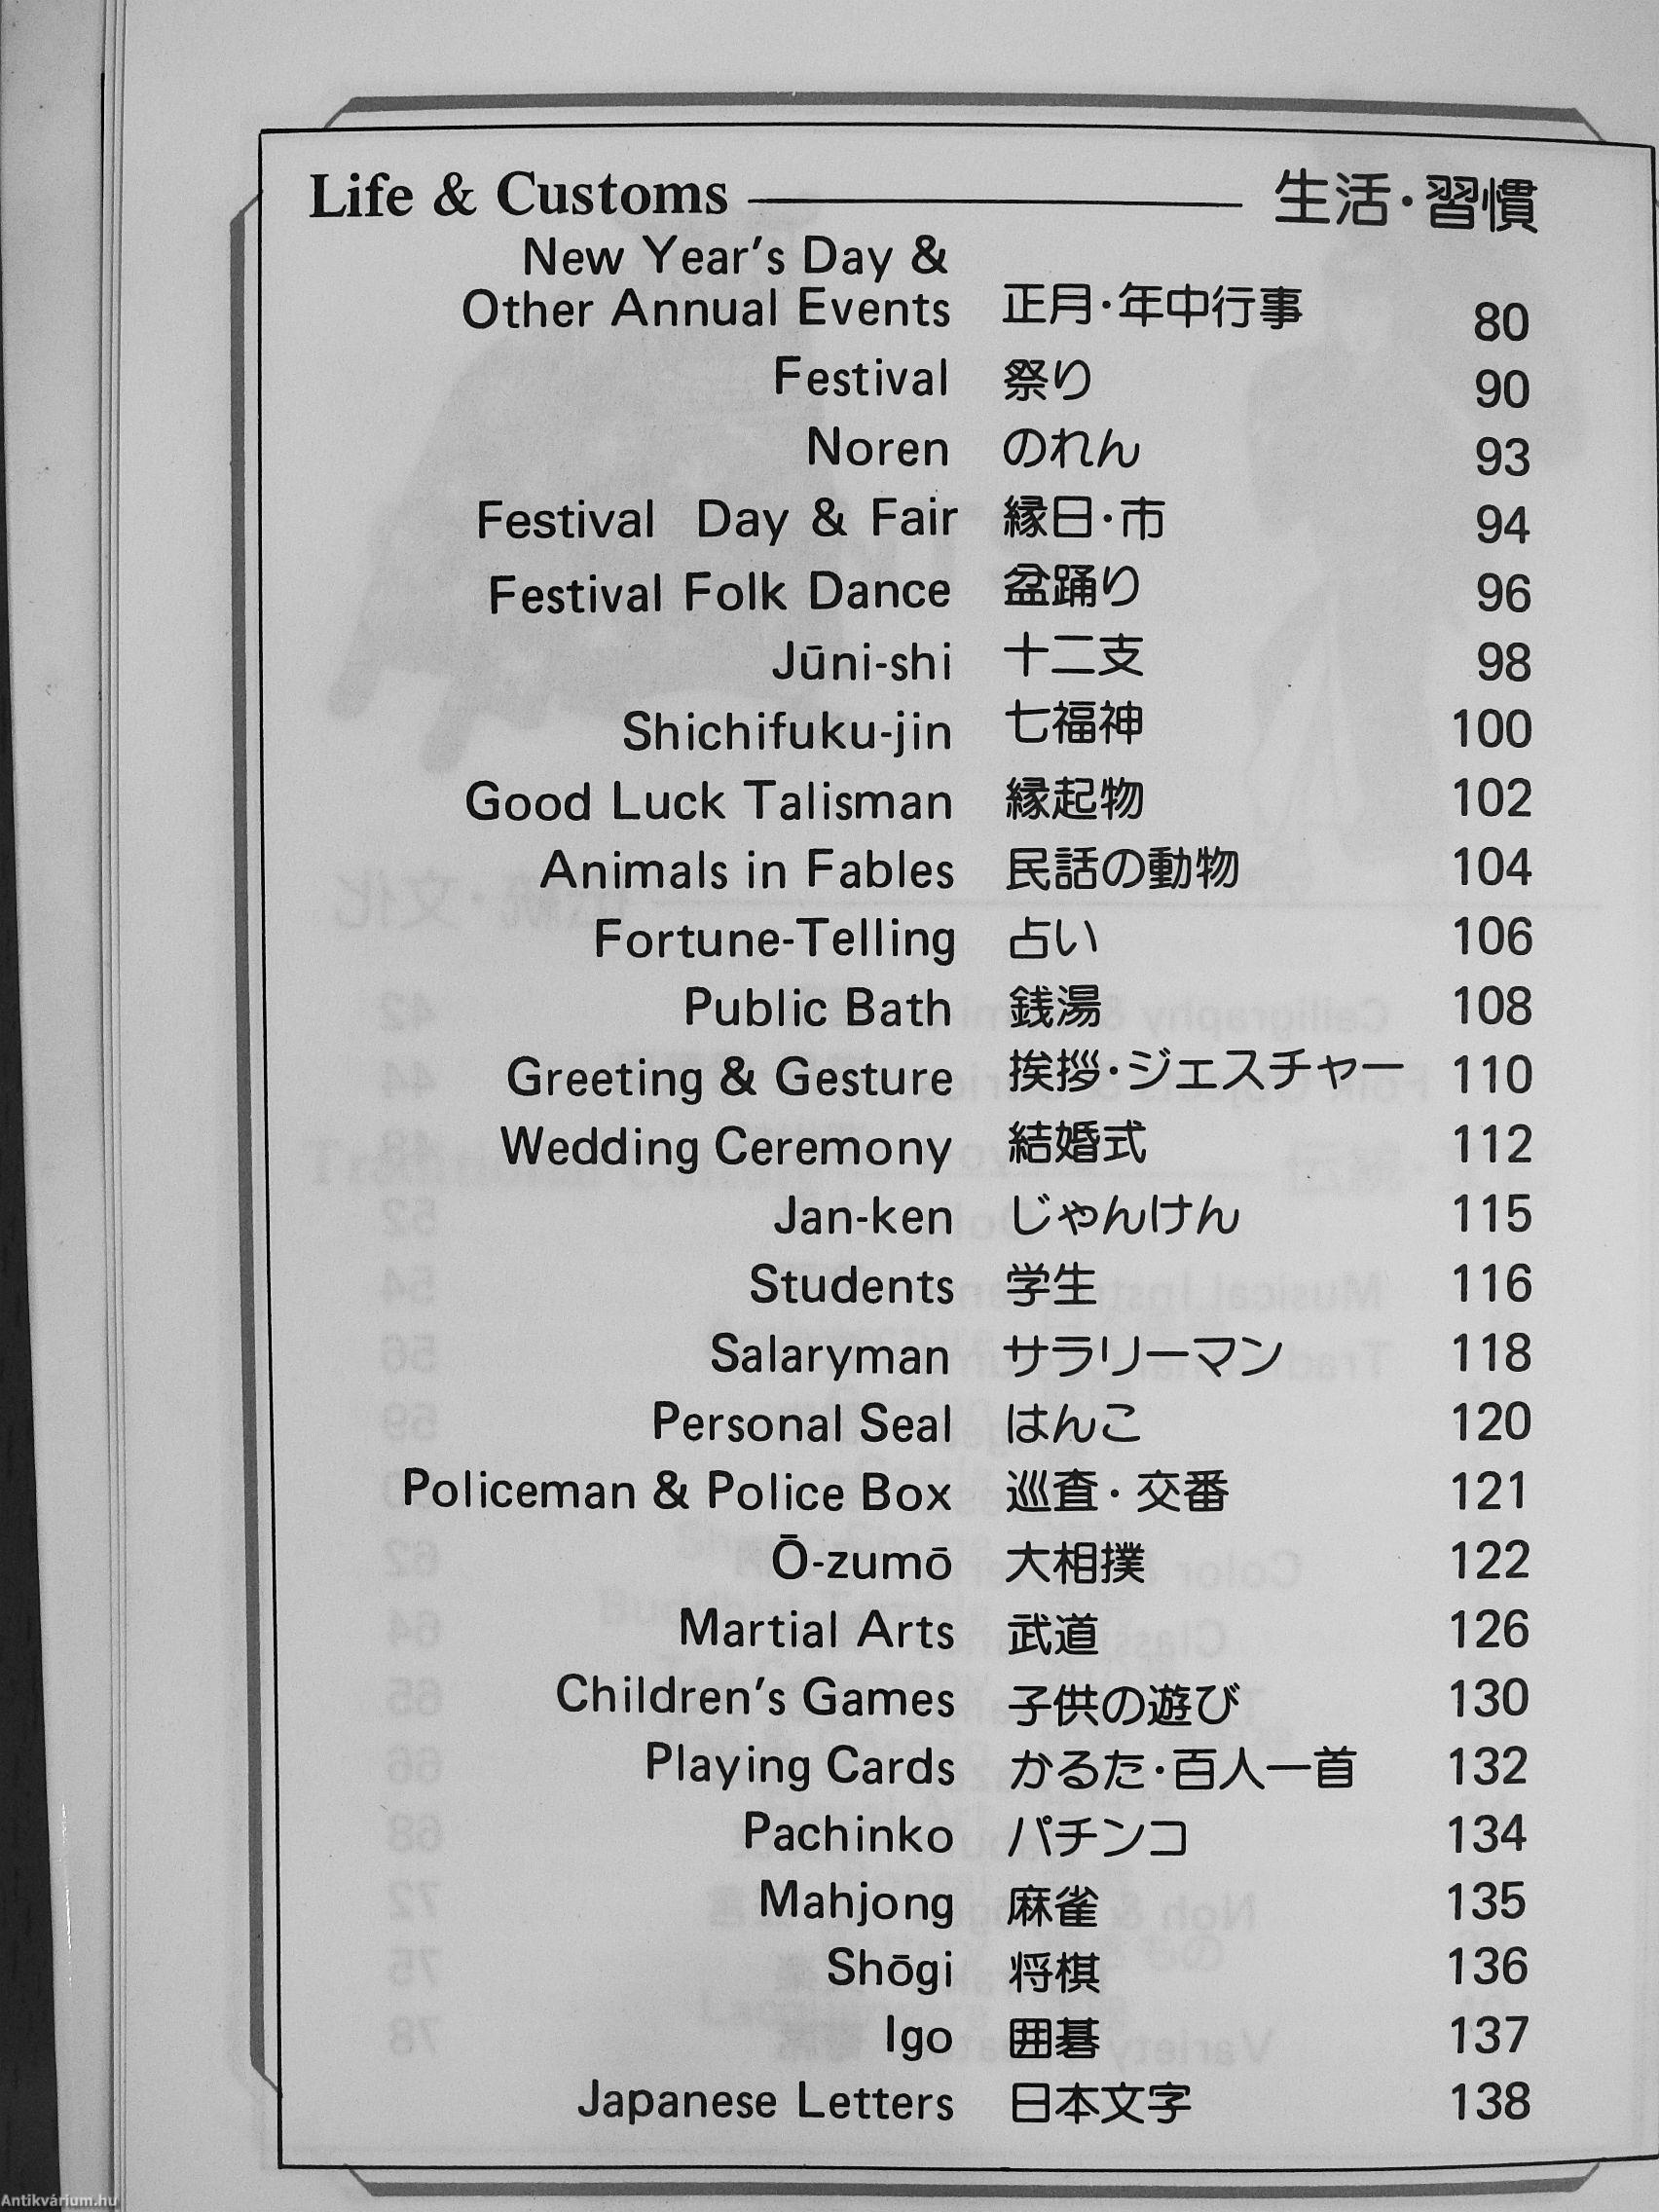 Life & Customs 生活・習慣
New Year's Day &
Other Annual Events 正月・年中行事 80
Festival 祭り 90
Noren のれん 93
Festival Day & Fair 縁日・市 94
Festival Folk Dance 盆踊り 96
Jūni-shi 十二支 98
Shichifuku-jin 七福神 100
Good Luck Talisman 縁起物 102
Animals in Fables 民話の動物 104
Fortune-Telling 占い 106
Public Bath 銭湯 108
Greeting & Gesture 挨拶・ジェスチャー 110
Wedding Ceremony 結婚式 112
Jan-ken じゃんけん 115
Students 学生 116
Salaryman サラリーマン 118
Personal Seal はんこ 120
Policeman & Police Box 巡査・交番 121
Ō-zumō 大相撲 122
Martial Arts 武道 126
Children's Games 子供の遊び 130
Playing Cards かるた・百人一首 132
Pachinko パチンコ 134
Mahjong 麻雀 135
Shōgi 将棋 136
Igo 囲碁 137
Japanese Letters 日本文字 138
Antikvárium.hu